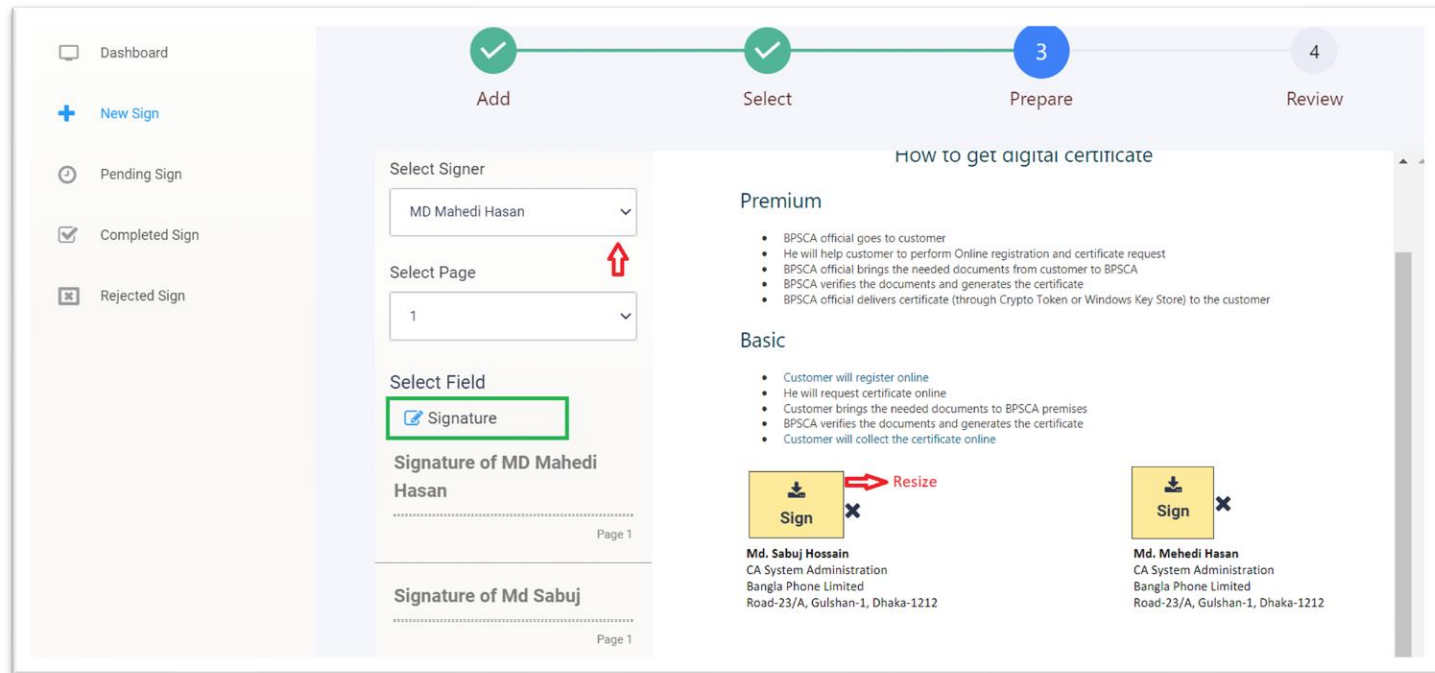 Dashboard
New Sign
Pending Sign
Completed Sign
Rejected Sign
3
4
Add
Select
Prepare
Review
Select Signer
MD Mahedi Hasan
Select Page
1
Select Field
Signature
Signature of MD Mahedi
Hasan
Page 1
Signature of Md Sabuj
Page 1
How to get digital certificate
Premium
• BPSCA official goes to customer
• He will help customer to perform Online registration and certificate request
• BPSCA official brings the needed documents from customer to BPSCA
• BPSCA verifies the documents and generates the certificate
• BPSCA official delivers certificate (through Crypto Token or Windows Key Store) to the customer
Basic
• Customer will register online
• He will request certificate online
• Customer brings the needed documents to BPSCA premises
• BPSCA verifies the documents and generates the certificate
• Customer will collect the certificate online
Resize
Sign
Md. Sabuj Hossain
CA System Administration
Bangla Phone Limited
Road-23/A, Gulshan-1, Dhaka-1212
Sign
Md. Mehedi Hasan
CA System Administration
Bangla Phone Limited
Road-23/A, Gulshan-1, Dhaka-1212